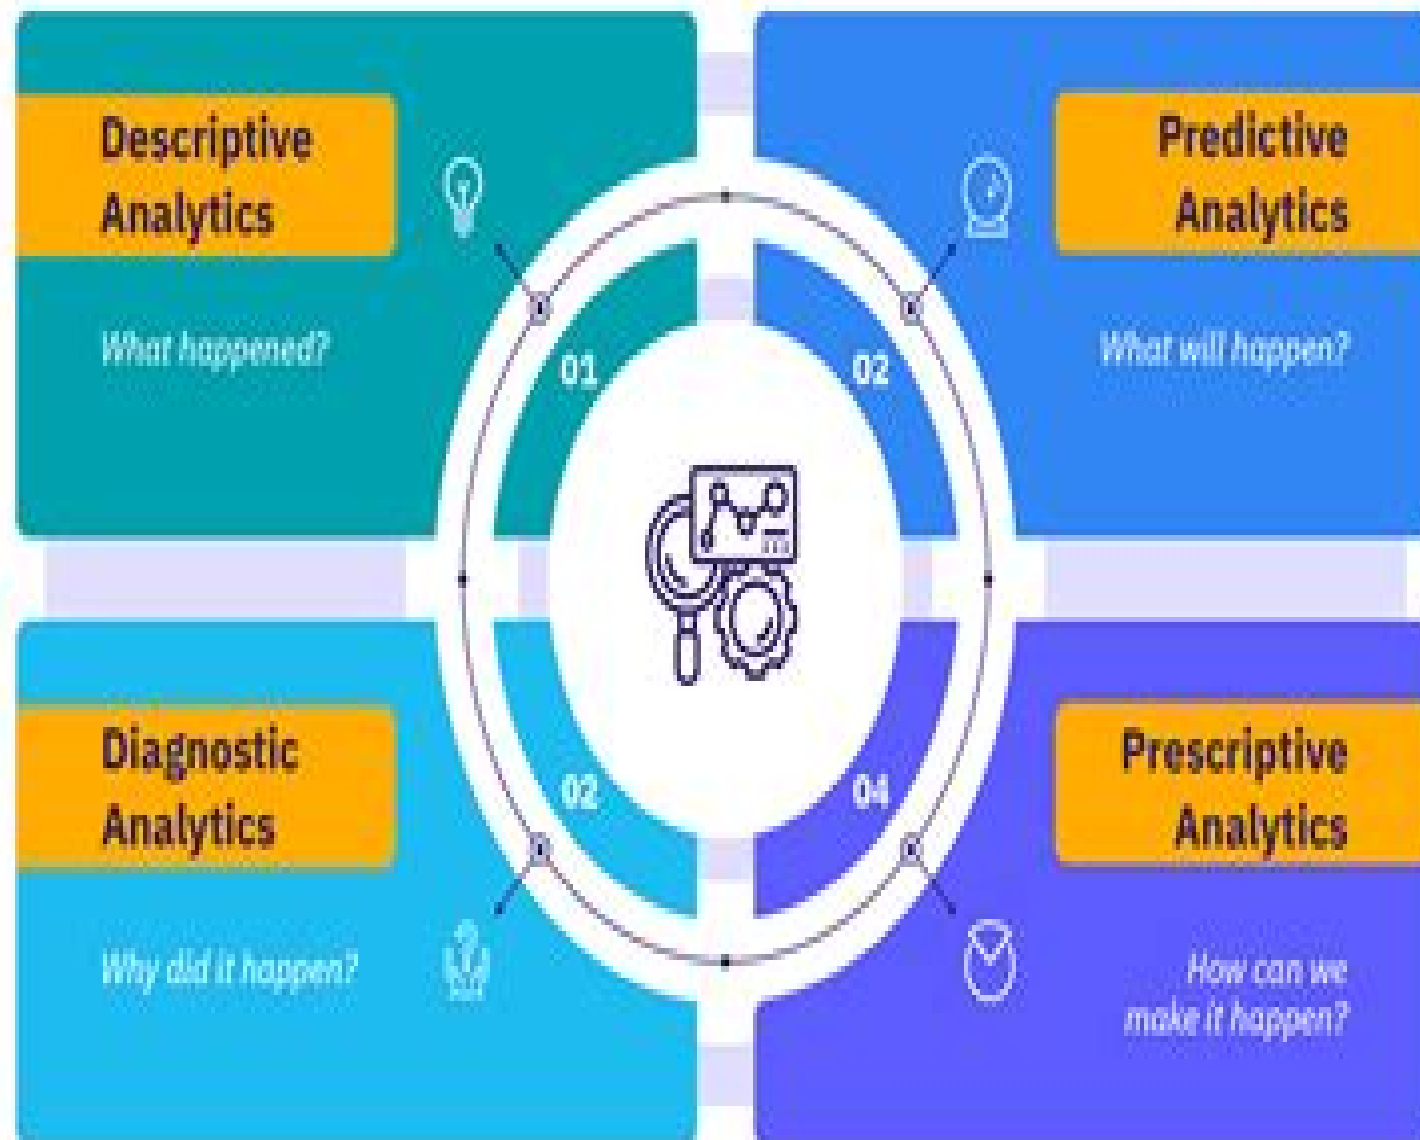 Descriptive
Analytics
What happened?
01
Predictive
Analytics
What will happen?
02
Diagnostic
Analytics
Why did it happen?
02
Prescriptive
Analytics
How can we
make it happen?
04